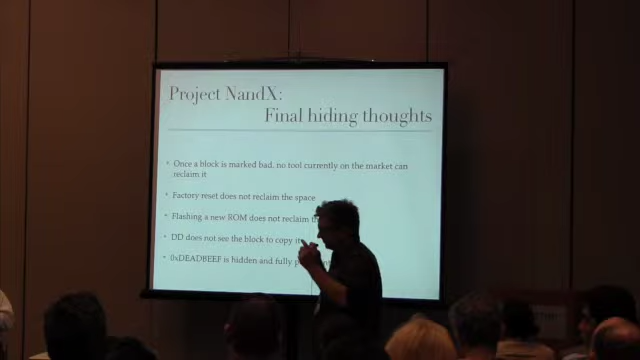 Project NandX:
Final hiding thoughts
Once a block is marked bad, no tool currently on the market can
reclaim it
Factory reset does not reclaim the space
Flashing a new ROM does not reclaim
DD does not see the block to copy it
0xDEADBEEF is hidden and fully